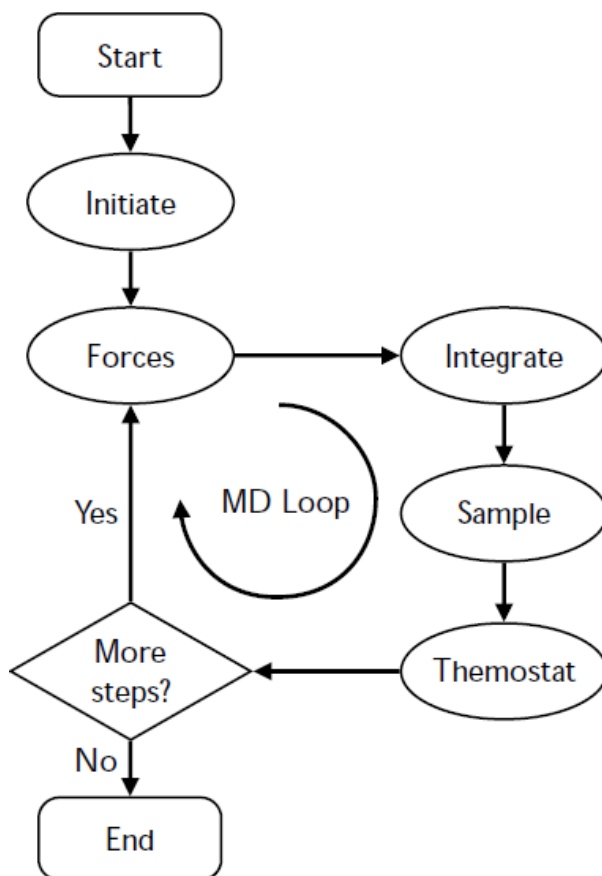 Start
Initiate
Forces
Integrate
Yes
MD Loop
Sample
More
steps?
Themostat
No
End